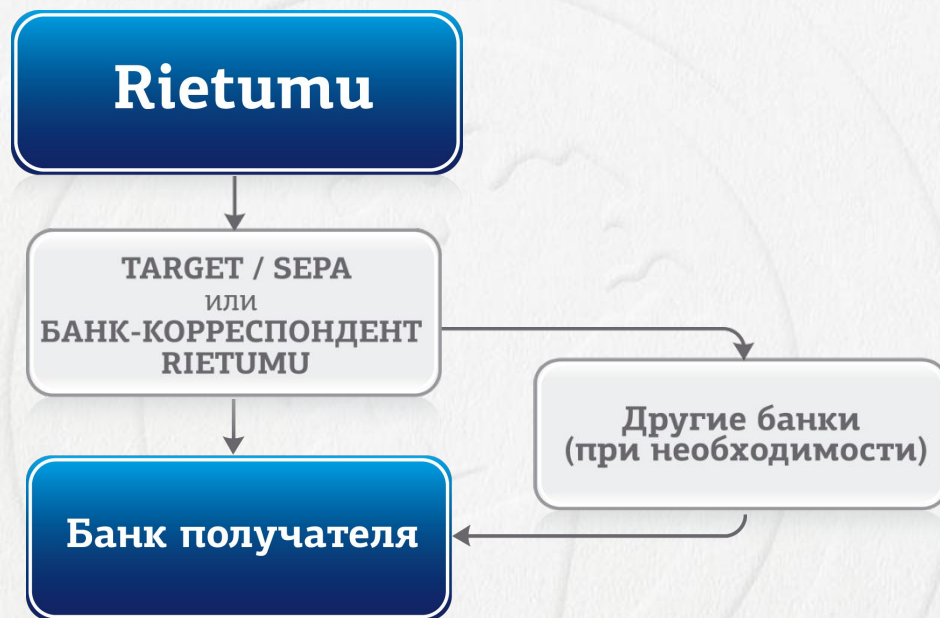 Rietumu
TARGET / SEPA
или
БАНК-КОРРЕСПОНДЕНТ
RIETUMU
Другие банки
(при необходимости)
Банк получателя